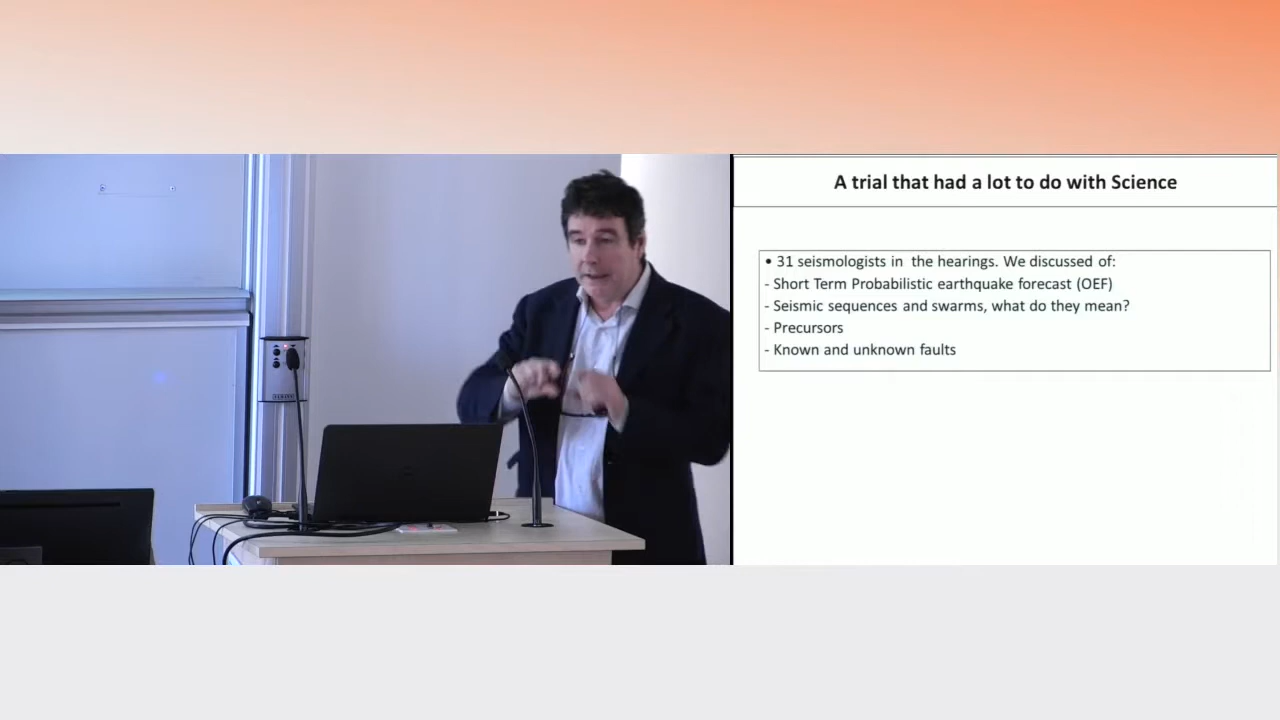 A trial that had a lot to do with Science
• 31 seismologists in the hearings. We discussed of:
- Short Term Probabilistic earthquake forecast (OEF)
- Seismic sequences and swarms, what do they mean?
- Precursors
- Known and unknown faults